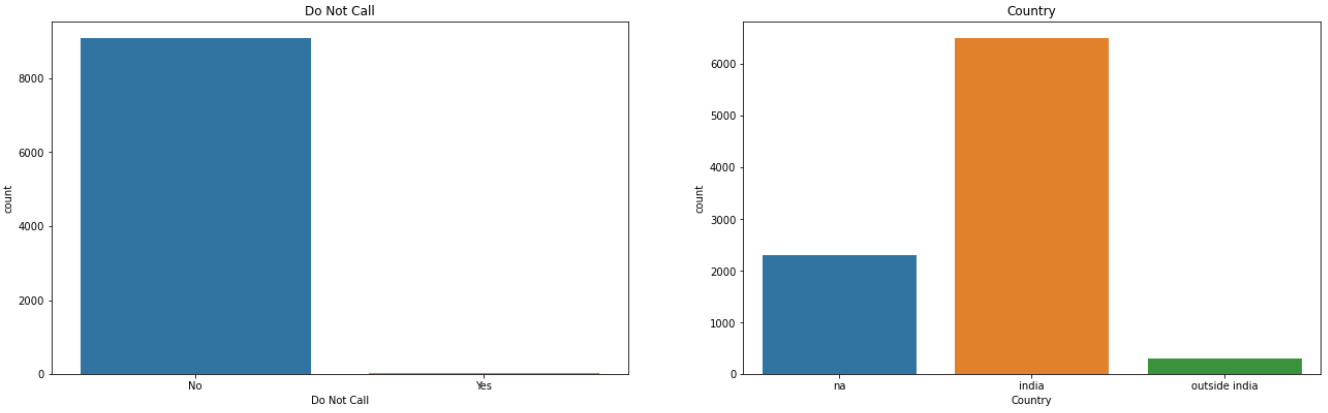 Do Not Call
8000
6000
4000
2000
0
count
No Yes
Do Not Call
Country
6000
5000
4000
3000
2000
1000
0
count
na india outside india
Country